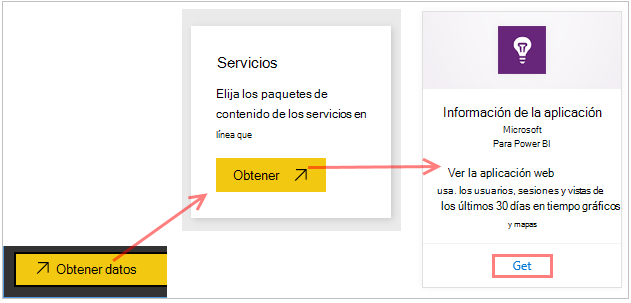 Obtener datos
Servicios
Elija los paquetes de
contenido de los servicios en
línea que
Obtener
Información de la aplicación
Microsoft
Para Power BI
Ver la aplicación web
usa. los usuarios, sesiones y vistas de
los últimos 30 días en tiempo gráficos
y mapas
Get